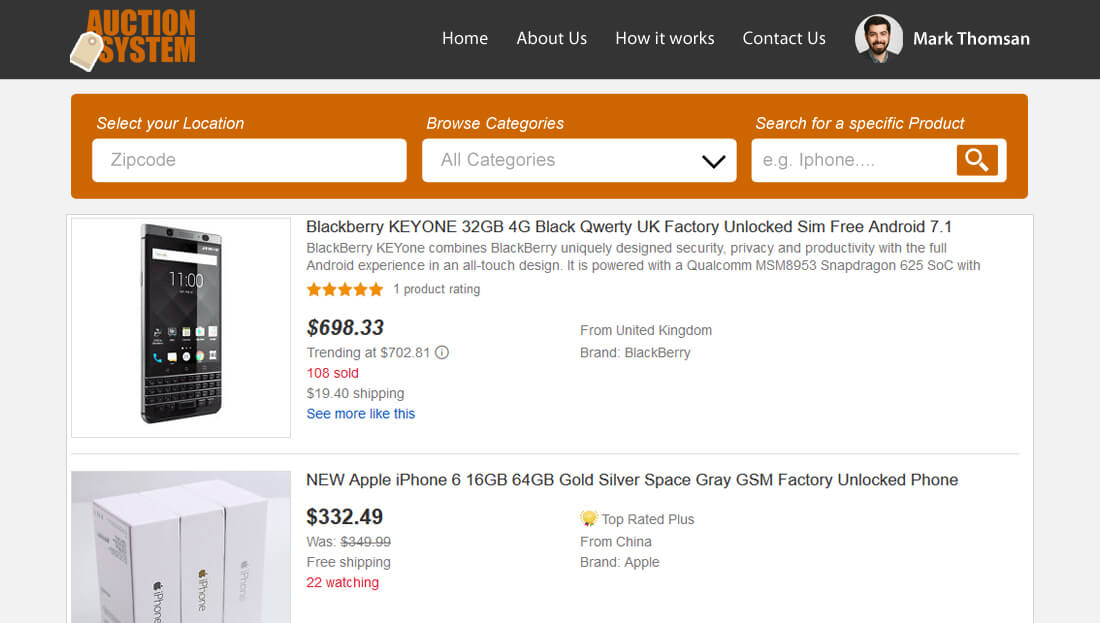 AUCTION
SYSTEM
Home About Us How it works Contact Us Mark Thomsan
Select your Location Browse Categories Search for a specific Product
Zipcode All Categories e.g. Iphone....
Blackberry KEYONE 32GB 4G Black Qwerty UK Factory Unlocked Sim Free Android 7.1
BlackBerry KEYone combines BlackBerry uniquely designed security, privacy and productivity with the full
Android experience in an all-touch design. It is powered with a Qualcomm MSM8953 Snapdragon 625 SoC with
1 product rating
11:00
$698.33 From United Kingdom
Trending at $702.81 Brand: BlackBerry
108 sold
$19.40 shipping
See more like this
NEW Apple iPhone 6 16GB 64GB Gold Silver Space Gray GSM Factory Unlocked Phone
$332.49 Top Rated Plus
Was: $349.99 From China
Free shipping Brand: Apple
22 watching
iPhone
iPhone
iPhone